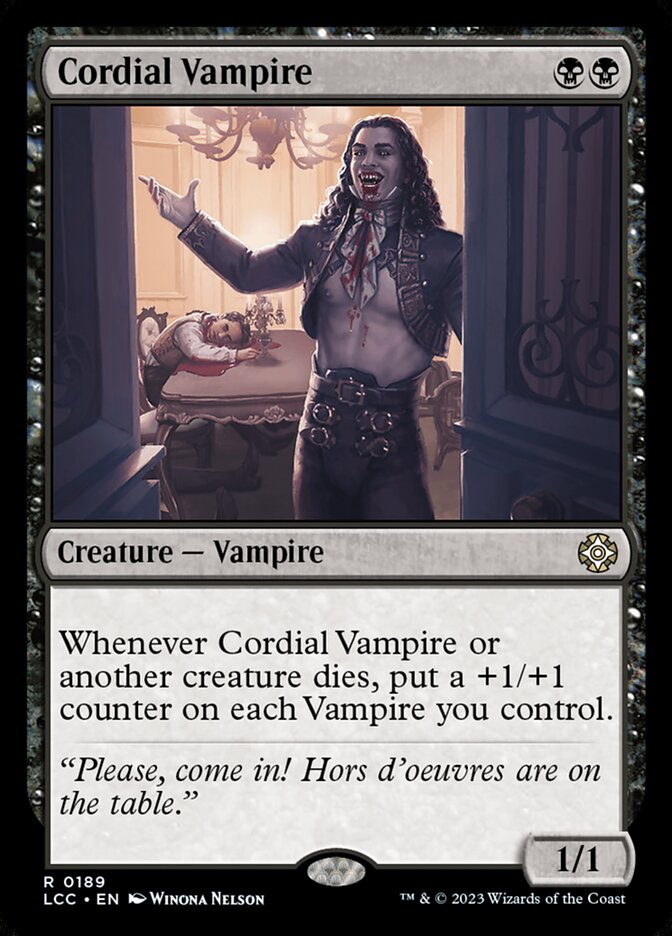 Cordial Vampire
Creature — Vampire
Whenever Cordial Vampire or
another creature dies, put a +1/+1
counter on each Vampire you control.
“Please, come in! Hors d’oeuvres are on
the table.”
1/1
R 0189
LCC • EN Winona Nelson
™ & © 2023 Wizards of the Coast